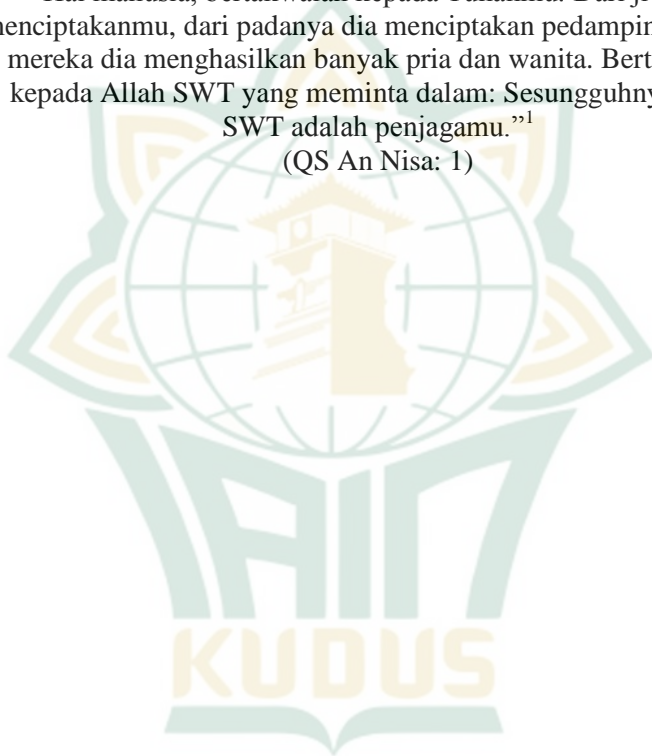 Hai manusia, bertakwalah kepada Tuhanmu. Dari
menciptakanmu, dari padanya dia menciptakan pedampin
mereka dia menghasilkan banyak pria dan wanita. Bert
kepada Allah SWT yang meminta dalam: Sesungguhny
SWT adalah penjagamu.”¹
(QS An Nisa: 1)
IAIN
KUDUS